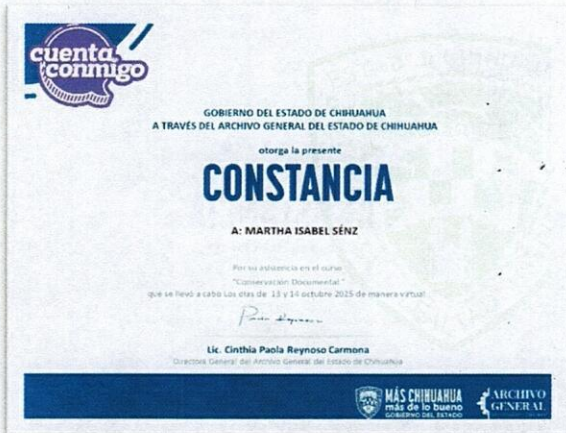 cuenta
conmigo
GOBIERNO DEL ESTADO DE CHIHUAHUA
A TRAVÉS DEL ARCHIVO GENERAL DEL ESTADO DE CHIHUAHUA
otorga la presente
CONSTANCIA
A: MARTHA ISABEL SÉNZ
Por su asistencia en el curso
"Conservación Documental"
que se llevó a cabo Los días de 13 y 14 octubre 2025 de manera virtual
Lic. Cinthia Paola Reynoso Carmona
Directora General del Archivo General del Estado de Chihuahua
MÁS CHIHUAHUA
más de lo bueno
GOBIERNO DEL ESTADO
ARCHIVO
GENERAL